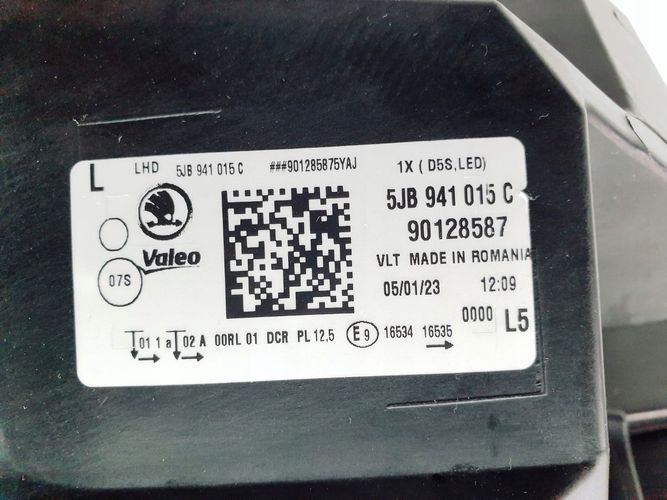 L LHD 5JB 941 015 C ###901285875YAJ 1X ( D5S, LED)
5JB 941 015 C
90128587
Valeo
VLT MADE IN ROMANIA
07S
05/01/23 12:09
0000 L5
01 1a 02 A 00RL 01 DCR PL 12,5 E9 16534 16535